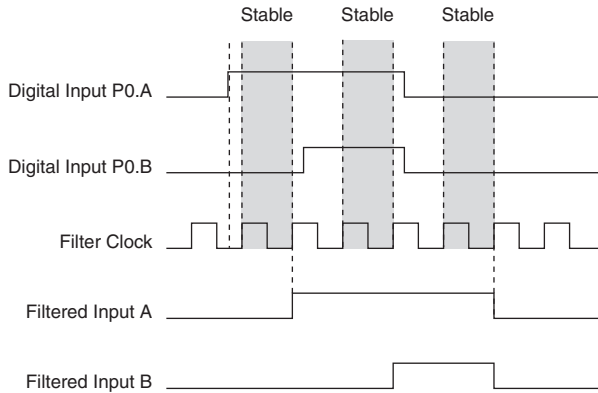 Stable Stable Stable
Digital Input P0.A
Digital Input P0.B
Filter Clock
Filtered Input A
Filtered Input B